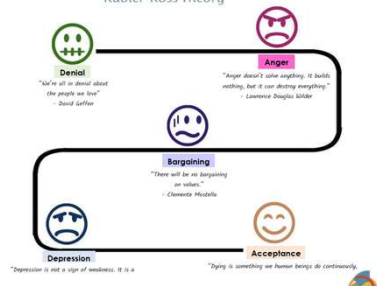 Kübler Ross Theory
Denial
"We're all in denial about
the people we love"
- David Geffen
Anger
"Anger doesn't solve anything. It builds
nothing, but it can destroy everything."
- Lawrence Douglas Wilder
Bargaining
"There will be no bargaining
on values."
- Clemente Mastella
Depression
"Depression is not a sign of weakness. It is a
Acceptance
"Dying is something we human beings do continuously,